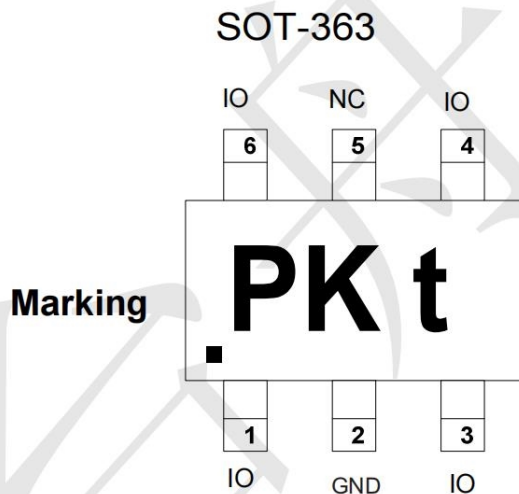 SOT-363
IO NC IO
6 5 4
Marking
.PK t
1 2 3
IO GND IO